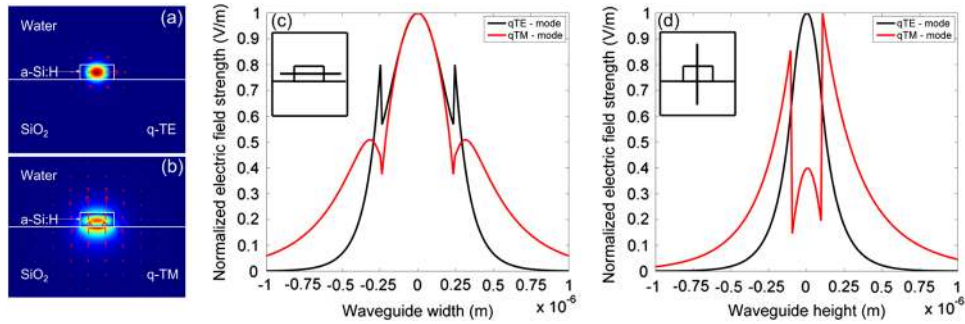 Water
(a)
a-Si:H
SiO2
q-TE
Water
(b)
a-Si:H
SiO2
q-TM
(c)
qTE - mode
qTM - mode
Normalized electric field strength (V/m)
1
0.9
0.8
0.7
0.6
0.5
0.4
0.3
0.2
0.1
0
-1 -0.75 -0.5 -0.25 0 0.25 0.5 0.75 1
x 10-6
Waveguide width (m)
(d)
qTE - mode
qTM - mode
Normalized electric field strength (V/m)
1
0.9
0.8
0.7
0.6
0.5
0.4
0.3
0.2
0.1
0
-1 -0.75 -0.5 -0.25 0 0.25 0.5 0.75 1
x 10-6
Waveguide height (m)